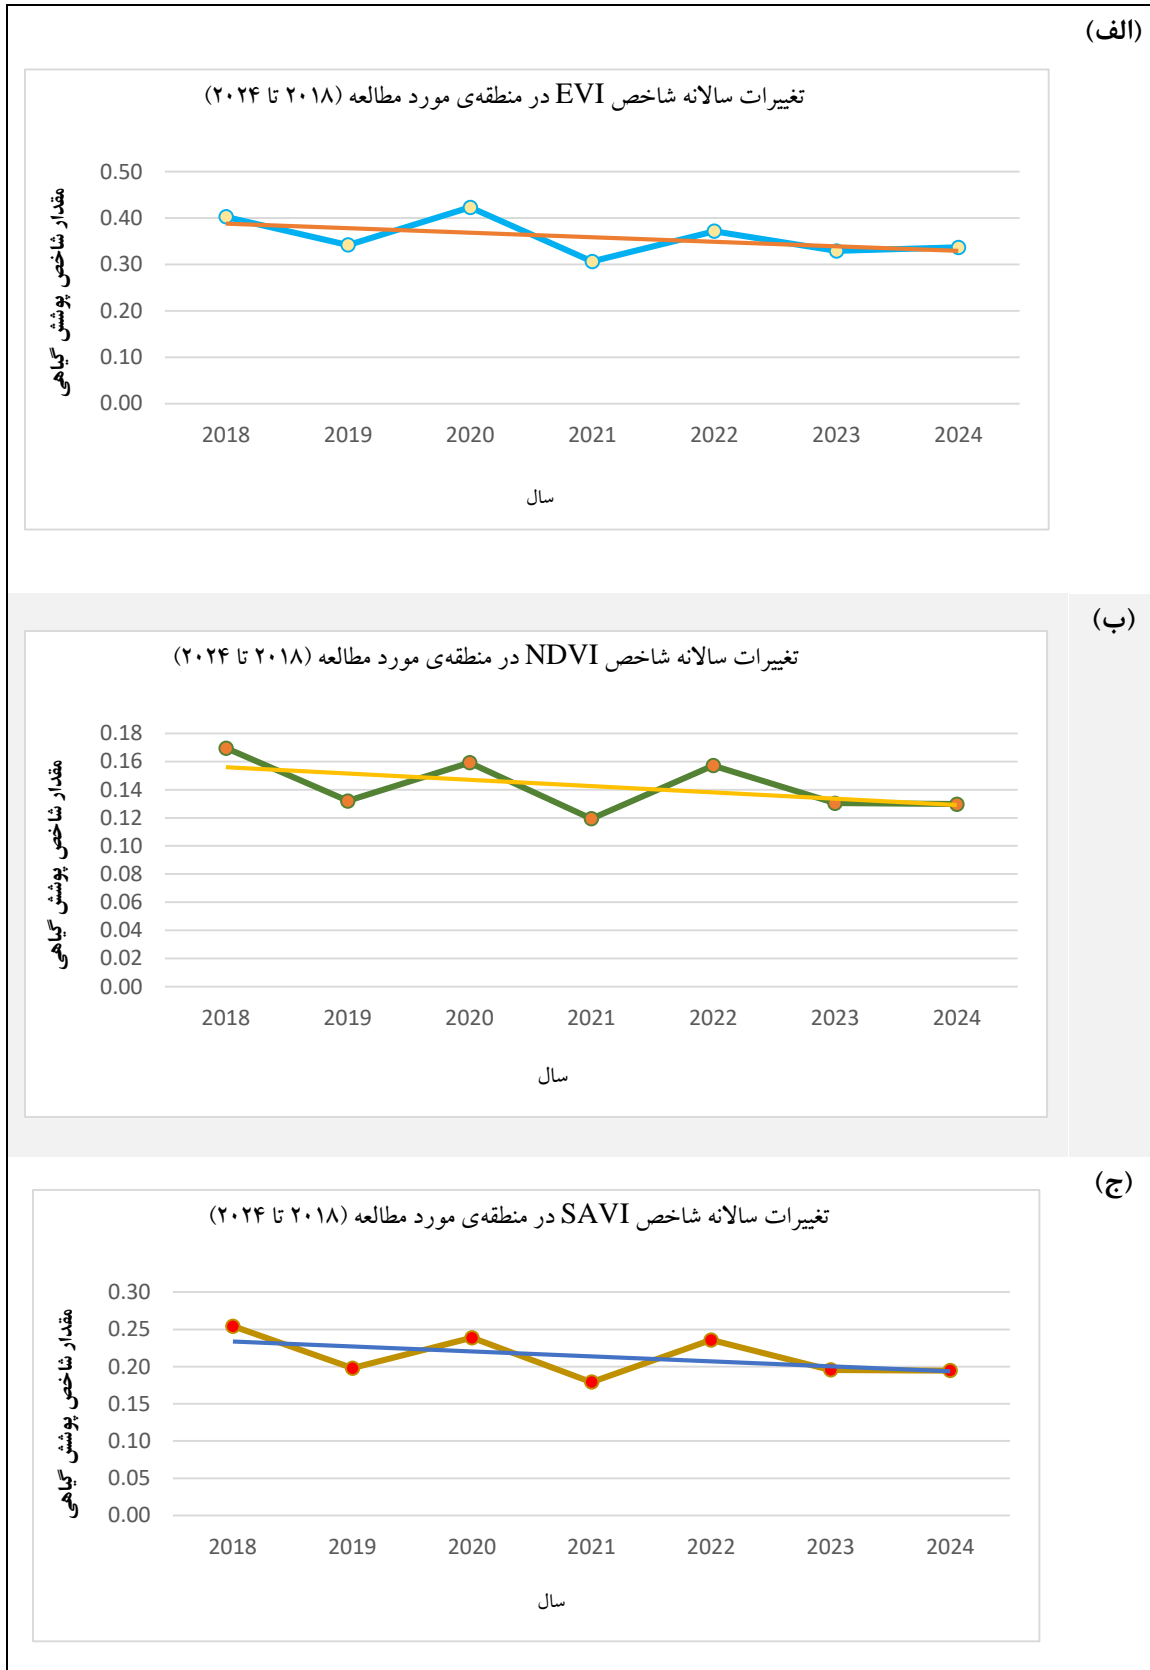 (الف)
تغییرات سالانه شاخص EVI در منطقه‌ی مورد مطالعه (۲۰۱۸ تا ۲۰۲۴)
مقدار شاخص پوشش گیاهی
0.50
0.40
0.30
0.20
0.10
0.00
2018 2019 2020 2021 2022 2023 2024
سال
(ب)
تغییرات سالانه شاخص NDVI در منطقه‌ی مورد مطالعه (۲۰۱۸ تا ۲۰۲۴)
مقدار شاخص پوشش گیاهی
0.18
0.16
0.14
0.12
0.10
0.08
0.06
0.04
0.02
0.00
2018 2019 2020 2021 2022 2023 2024
سال
(ج)
تغییرات سالانه شاخص SAVI در منطقه‌ی مورد مطالعه (۲۰۱۸ تا ۲۰۲۴)
مقدار شاخص پوشش گیاهی
0.30
0.25
0.20
0.15
0.10
0.05
0.00
2018 2019 2020 2021 2022 2023 2024
سال